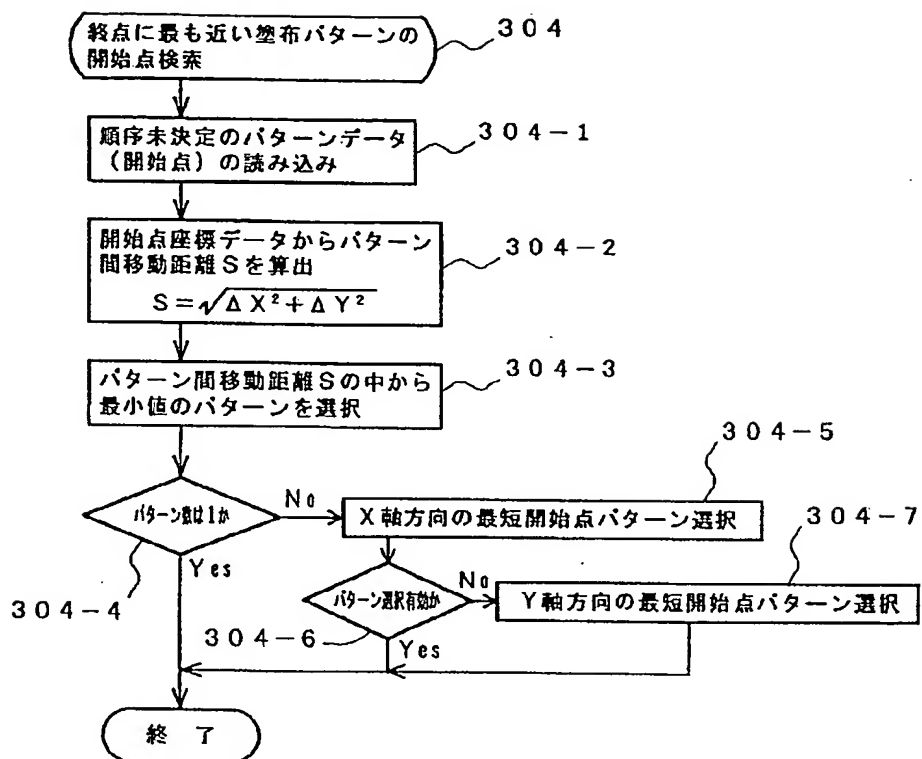 終点に最も近い塗布パターンの
開始点検索
304
順序未決定のパターンデータ
(開始点)の読み込み
304-1
開始点座標データからパターン
間移動距離Sを算出
S=√ΔX²+ΔY²
304-2
パターン間移動距離Sの中から
最小値のパターンを選択
304-3
パターン数は1か
No
Yes
304-4
X軸方向の最短開始点パターン選択
304-5
パターン選択有効か
No
Yes
304-6
Y軸方向の最短開始点パターン選択
304-7
終 了